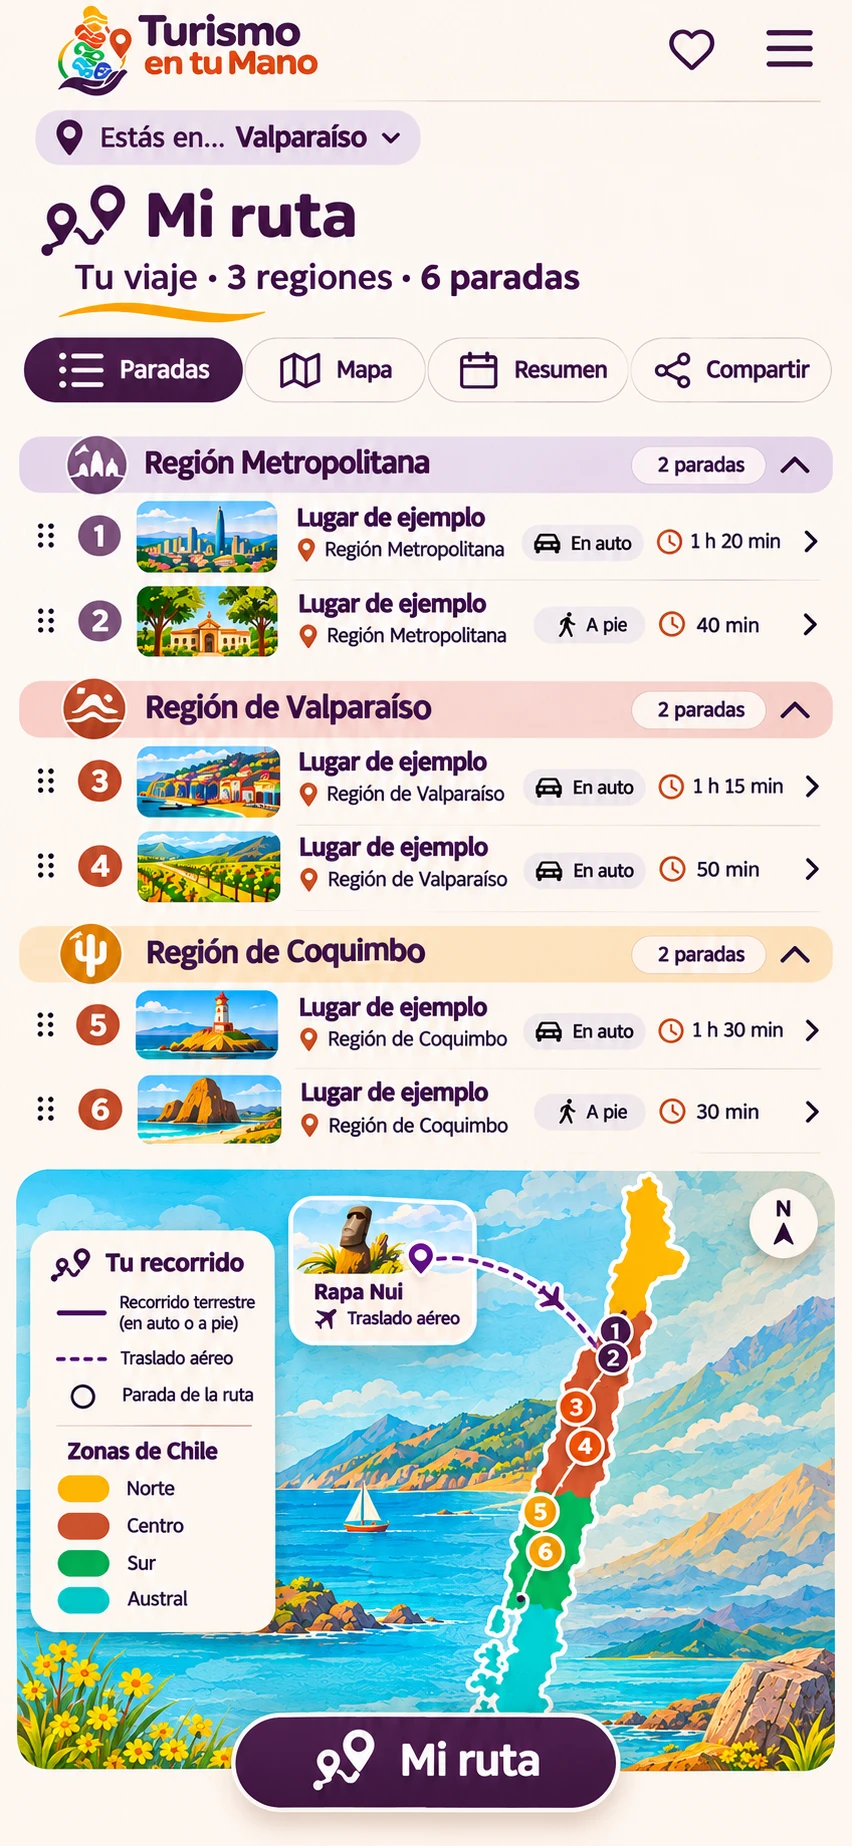 Turismo
en tu Mano
Estás en... Valparaíso
Mi ruta
Tu viaje • 3 regiones • 6 paradas
Paradas
Mapa
Resumen
Compartir
Región Metropolitana
2 paradas
1
Lugar de ejemplo
Región Metropolitana
En auto
1 h 20 min
2
Lugar de ejemplo
Región Metropolitana
A pie
40 min
Región de Valparaíso
2 paradas
3
Lugar de ejemplo
Región de Valparaíso
En auto
1 h 15 min
4
Lugar de ejemplo
Región de Valparaíso
En auto
50 min
Región de Coquimbo
2 paradas
5
Lugar de ejemplo
Región de Coquimbo
En auto
1 h 30 min
6
Lugar de ejemplo
Región de Coquimbo
A pie
30 min
Tu recorrido
Recorrido terrestre
(en auto o a pie)
Traslado aéreo
Parada de la ruta
Zonas de Chile
Norte
Centro
Sur
Austral
Rapa Nui
Traslado aéreo
N
1
2
3
4
5
6
Mi ruta